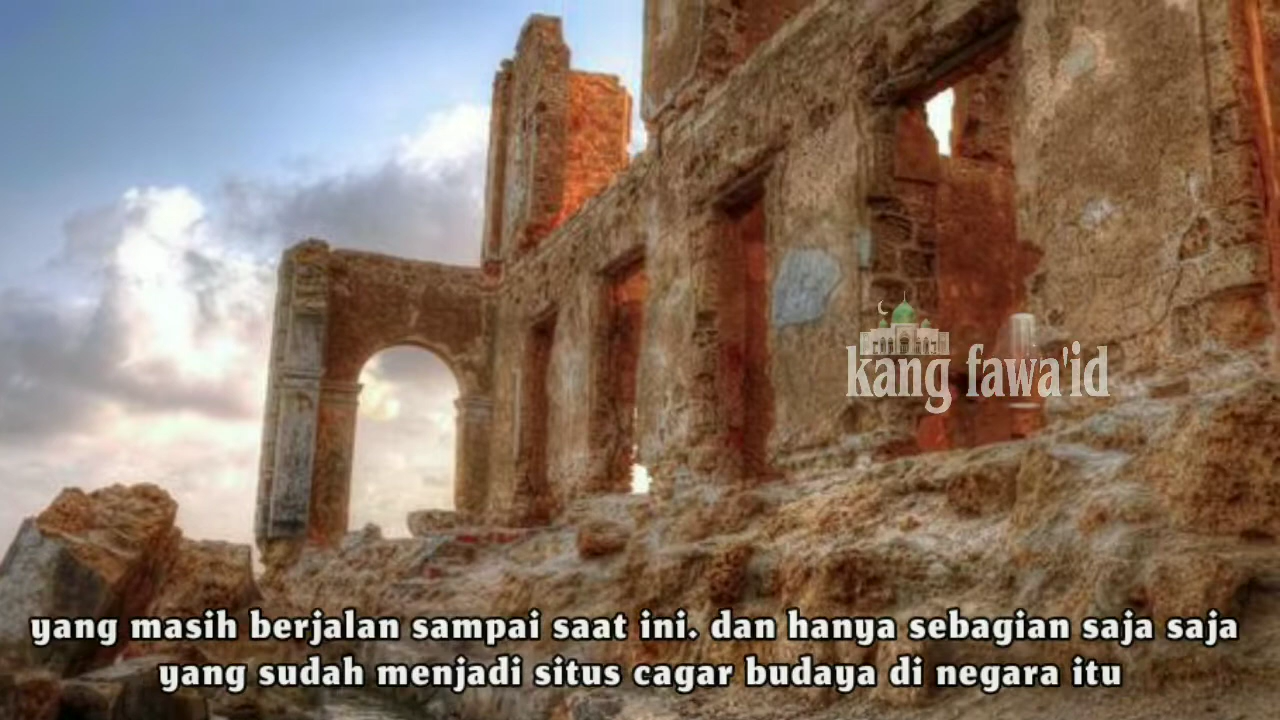 kang fawa'id
yang masih berjalan sampai saat ini. dan hanya sebagian saja saja
yang sudah menjadi situs cagar budaya di negara itu